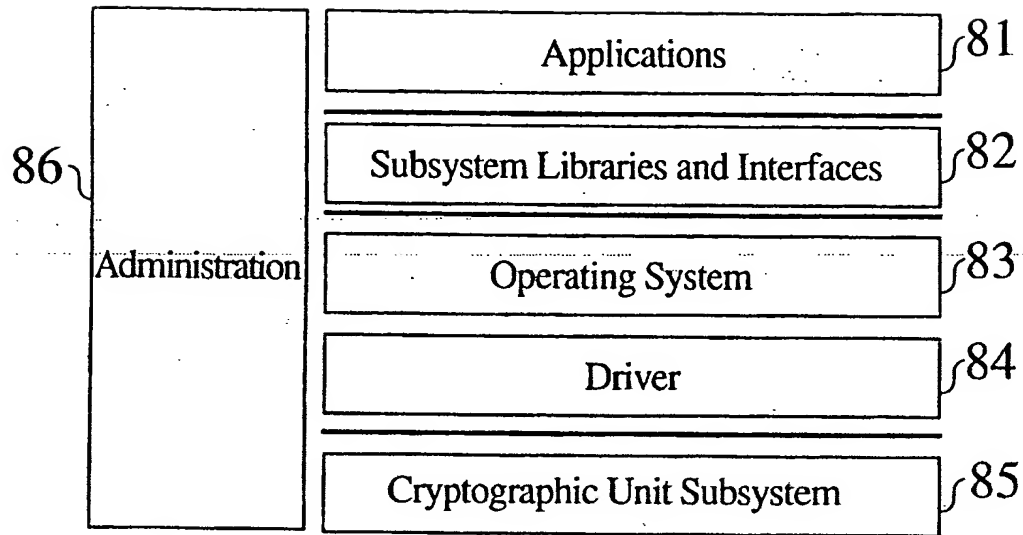 Applications
81
Subsystem Libraries and Interfaces
82
86
Administration
Operating System
83
Driver
84
Cryptographic Unit Subsystem
85